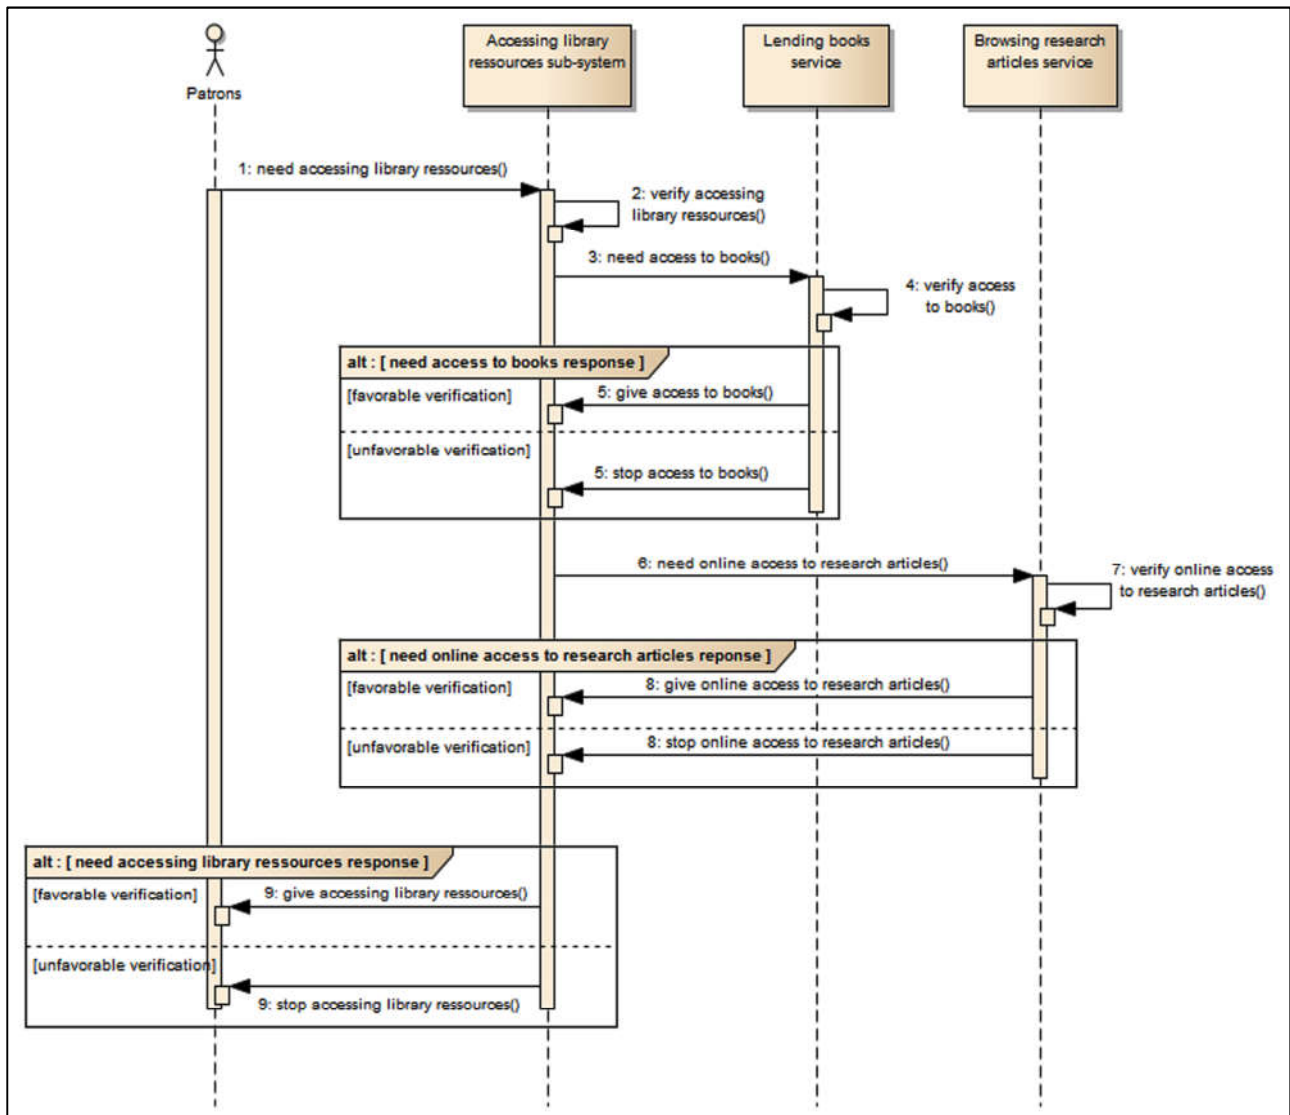 Patrons
Accessing library
ressources sub-system
Lending books
service
Browsing research
articles service
1: need accessing library ressources()
2: verify accessing
library ressources()
3: need access to books()
4: verify access
to books()
alt : [ need access to books response ]
[favorable verification]
5: give access to books()
[unfavorable verification]
5: stop access to books()
6: need online access to research articles()
7: verify online access
to research articles()
alt : [ need online access to research articles reponse ]
[favorable verification]
8: give online access to research articles()
[unfavorable verification]
8: stop online access to research articles()
alt : [ need accessing library ressources response ]
[favorable verification]
9: give accessing library ressources()
[unfavorable verification]
9: stop accessing library ressources()